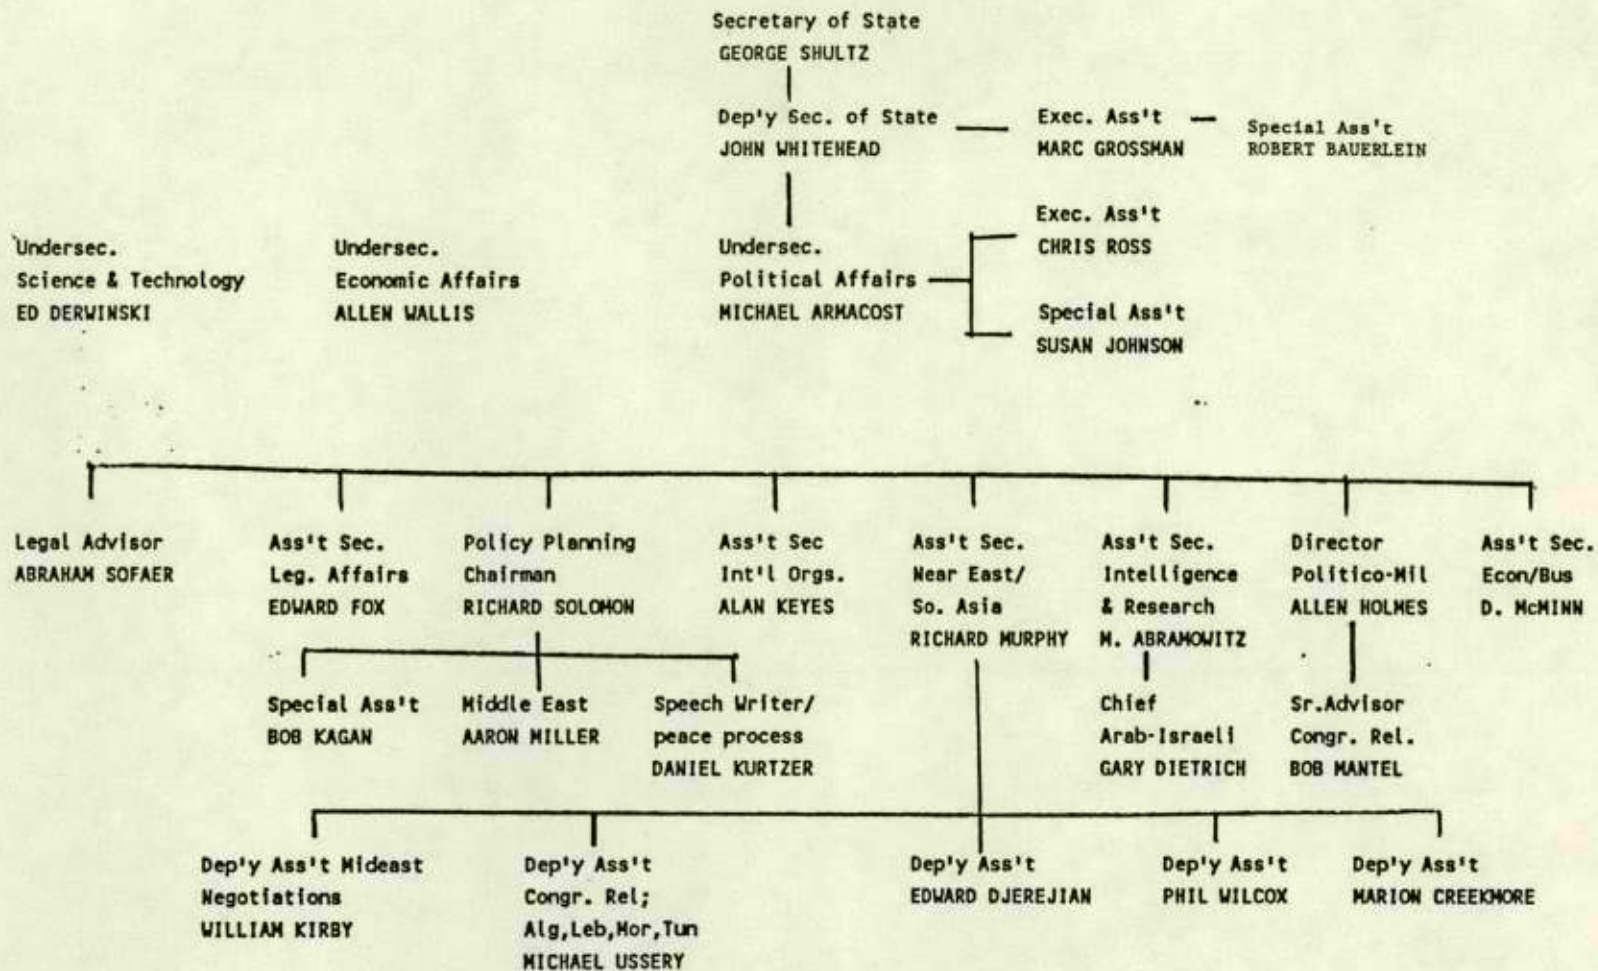 Secretary of State
GEORGE SHULTZ
Dep'y Sec. of State
JOHN WHITEHEAD
Exec. Ass't
MARC GROSSMAN
Special Ass't
ROBERT BAUERLEIN
Undersec.
Science & Technology
ED DERWINSKI
Undersec.
Economic Affairs
ALLEN WALLIS
Undersec.
Political Affairs
MICHAEL ARMACOST
Exec. Ass't
CHRIS ROSS
Special Ass't
SUSAN JOHNSON
Legal Advisor
ABRAHAM SOFAER
Ass't Sec.
Leg. Affairs
EDWARD FOX
Policy Planning
Chairman
RICHARD SOLOMON
Ass't Sec
Int'l Orgs.
ALAN KEYES
Ass't Sec.
Near East/
So. Asia
RICHARD MURPHY
Ass't Sec.
Intelligence
& Research
M. ABRAMOWITZ
Director
Politico-Mil
ALLEN HOLMES
Ass't Sec.
Econ/Bus
D. McMINN
Special Ass't
BOB KAGAN
Middle East
AARON MILLER
Speech Writer/
peace process
DANIEL KURTZER
Chief
Arab-Israeli
GARY DIETRICH
Sr.Advisor
Congr. Rel.
BOB MANTEL
Dep'y Ass't Mideast
Negotiations
WILLIAM KIRBY
Dep'y Ass't
Congr. Rel;
Alg,Leb,Mor,Tun
MICHAEL USSERY
Dep'y Ass't
EDWARD DJEREJIAN
Dep'y Ass't
PHIL WILCOX
Dep'y Ass't
MARION CREEKMORE